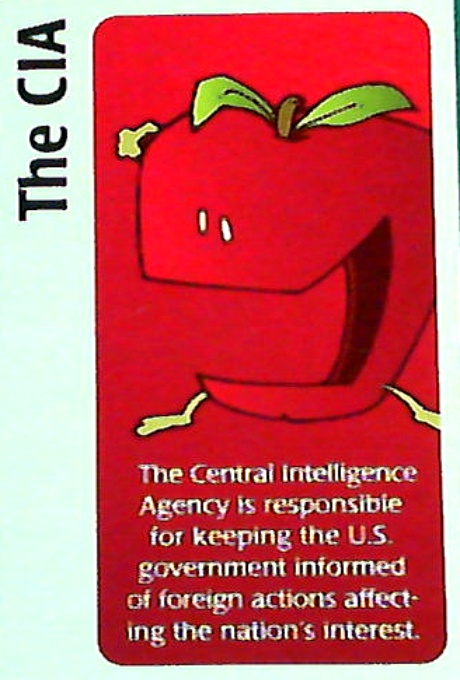 The CIA
The Central Intelligence
Agency is responsible
for keeping the U.S.
government informed
of foreign actions affect-
ing the nation's interest.